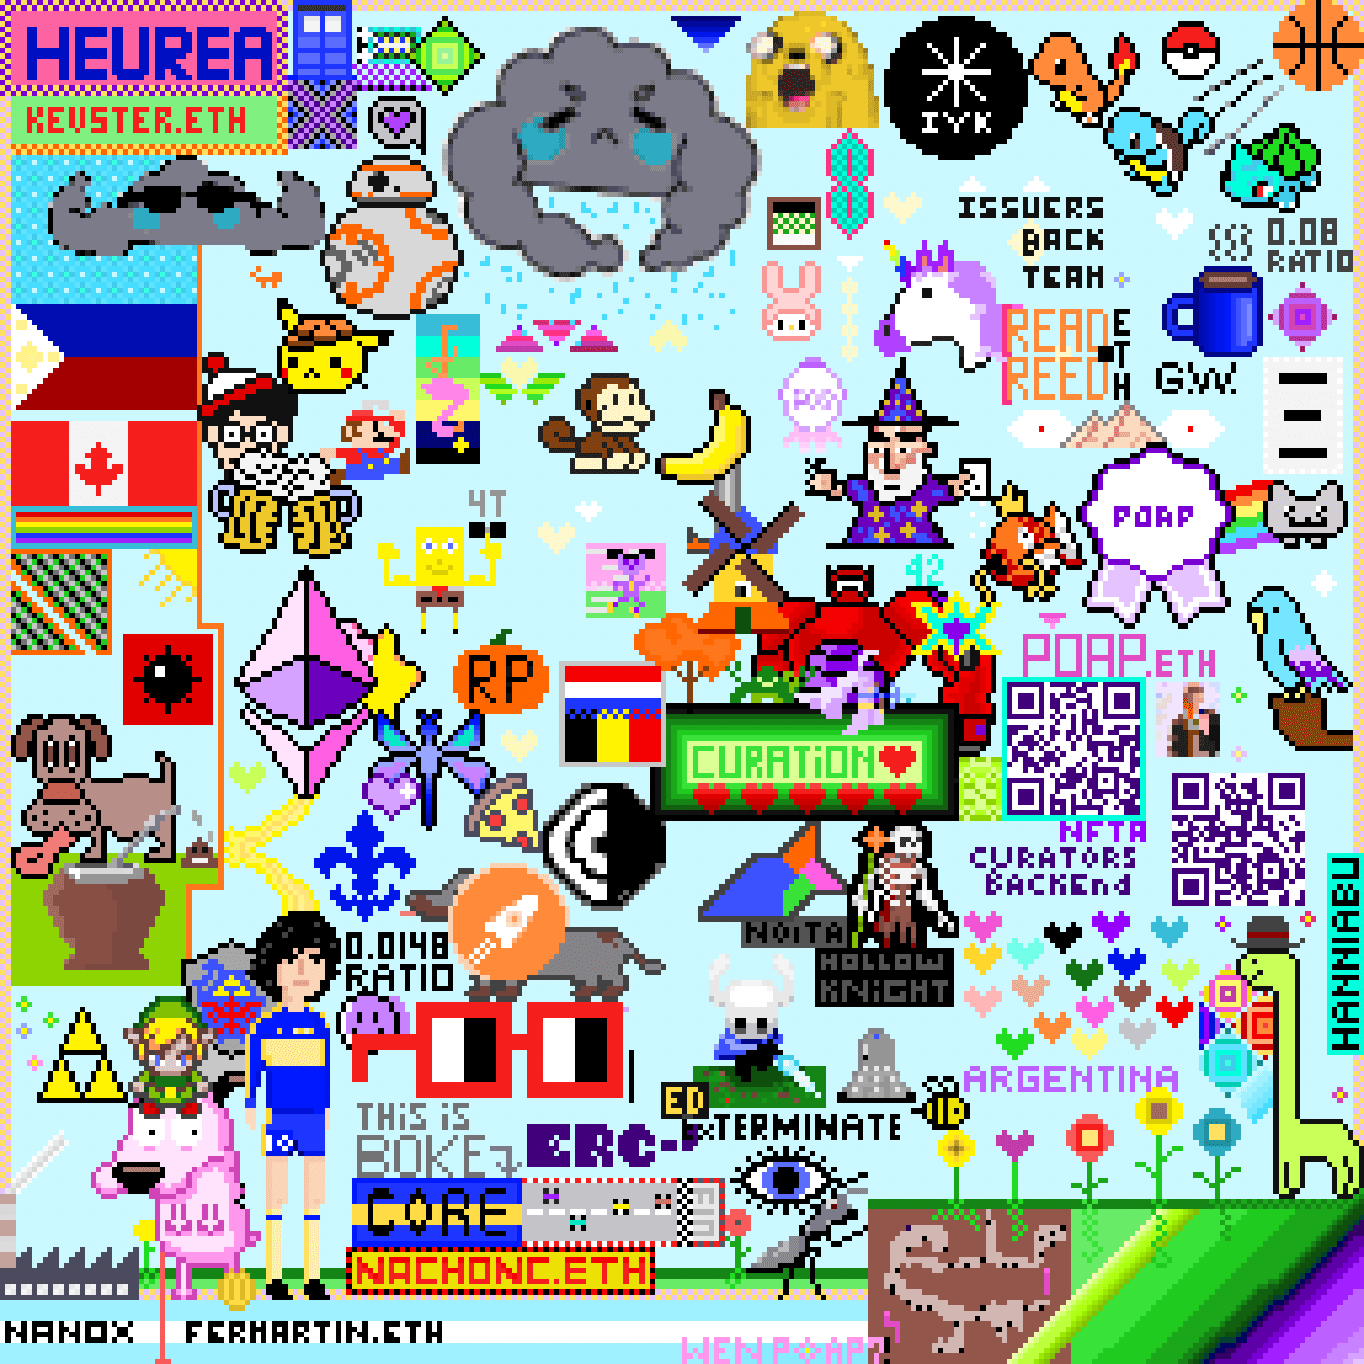 HEUREA
KEVSTER.ETH
IYK
ISSUERS
BACK
TEAM
0.08
RATIO
READ
REED
ETH
G.W.
POAP
4T
42
POAP.ETH
RP
CURATION
NFTA
CURATORS
BACKEnd
NOITA
HOLLOW
KNiGHT
0.0148
RATIO
HANNIABU
ARGENTINA
ED
EXTERMINATE
THiS iS
BOKE
ERC-
CORE
NACHONC.ETH
NANOX
FERMARTIN.ETH
WEN POAP?